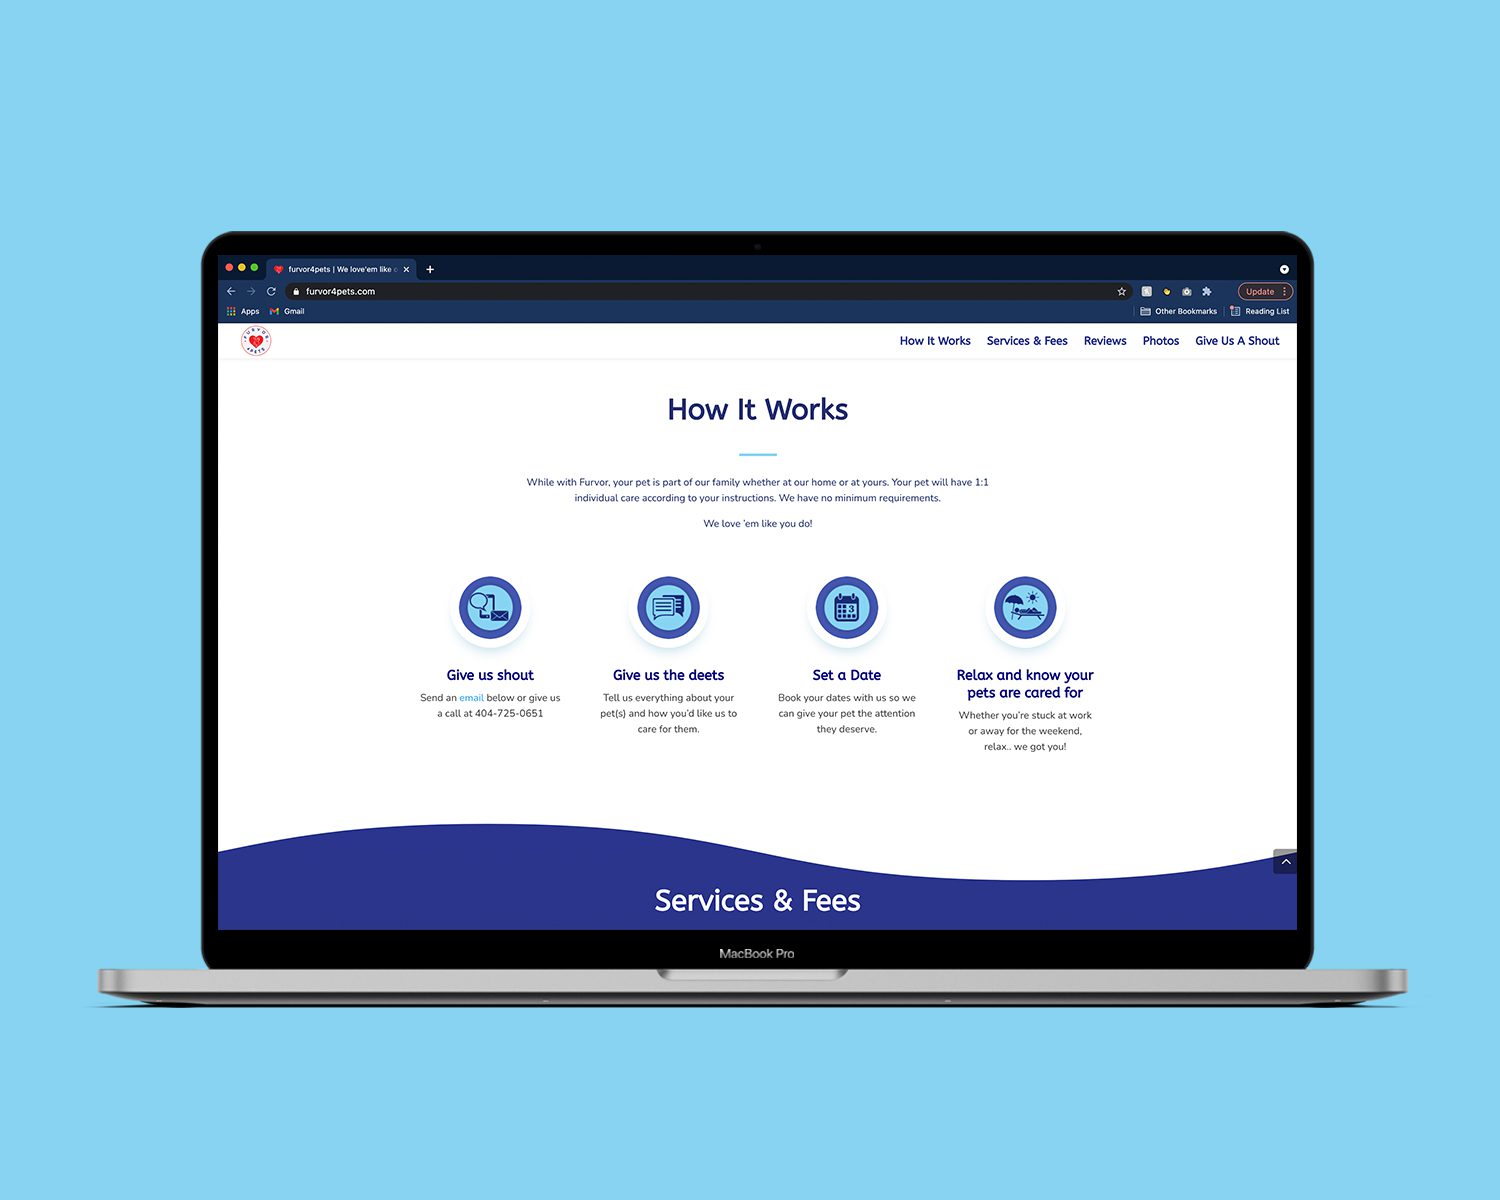 furvor4pets | We love'em like
furvor4pets.com
Update
Apps
Gmail
Other Bookmarks
Reading List
FURVOR
4PETS
How It Works
Services & Fees
Reviews
Photos
Give Us A Shout
How It Works
While with Furvor, your pet is part of our family whether at our home or at yours. Your pet will have 1:1
individual care according to your instructions. We have no minimum requirements.
We love 'em like you do!
3
Give us shout
Send an email below or give us
a call at 404-725-0651
Give us the deets
Tell us everything about your
pet(s) and how you'd like us to
care for them.
Set a Date
Book your dates with us so we
can give your pet the attention
they deserve.
Relax and know your
pets are cared for
Whether you're stuck at work
or away for the weekend,
relax.. we got you!
Services & Fees
MacBook Pro